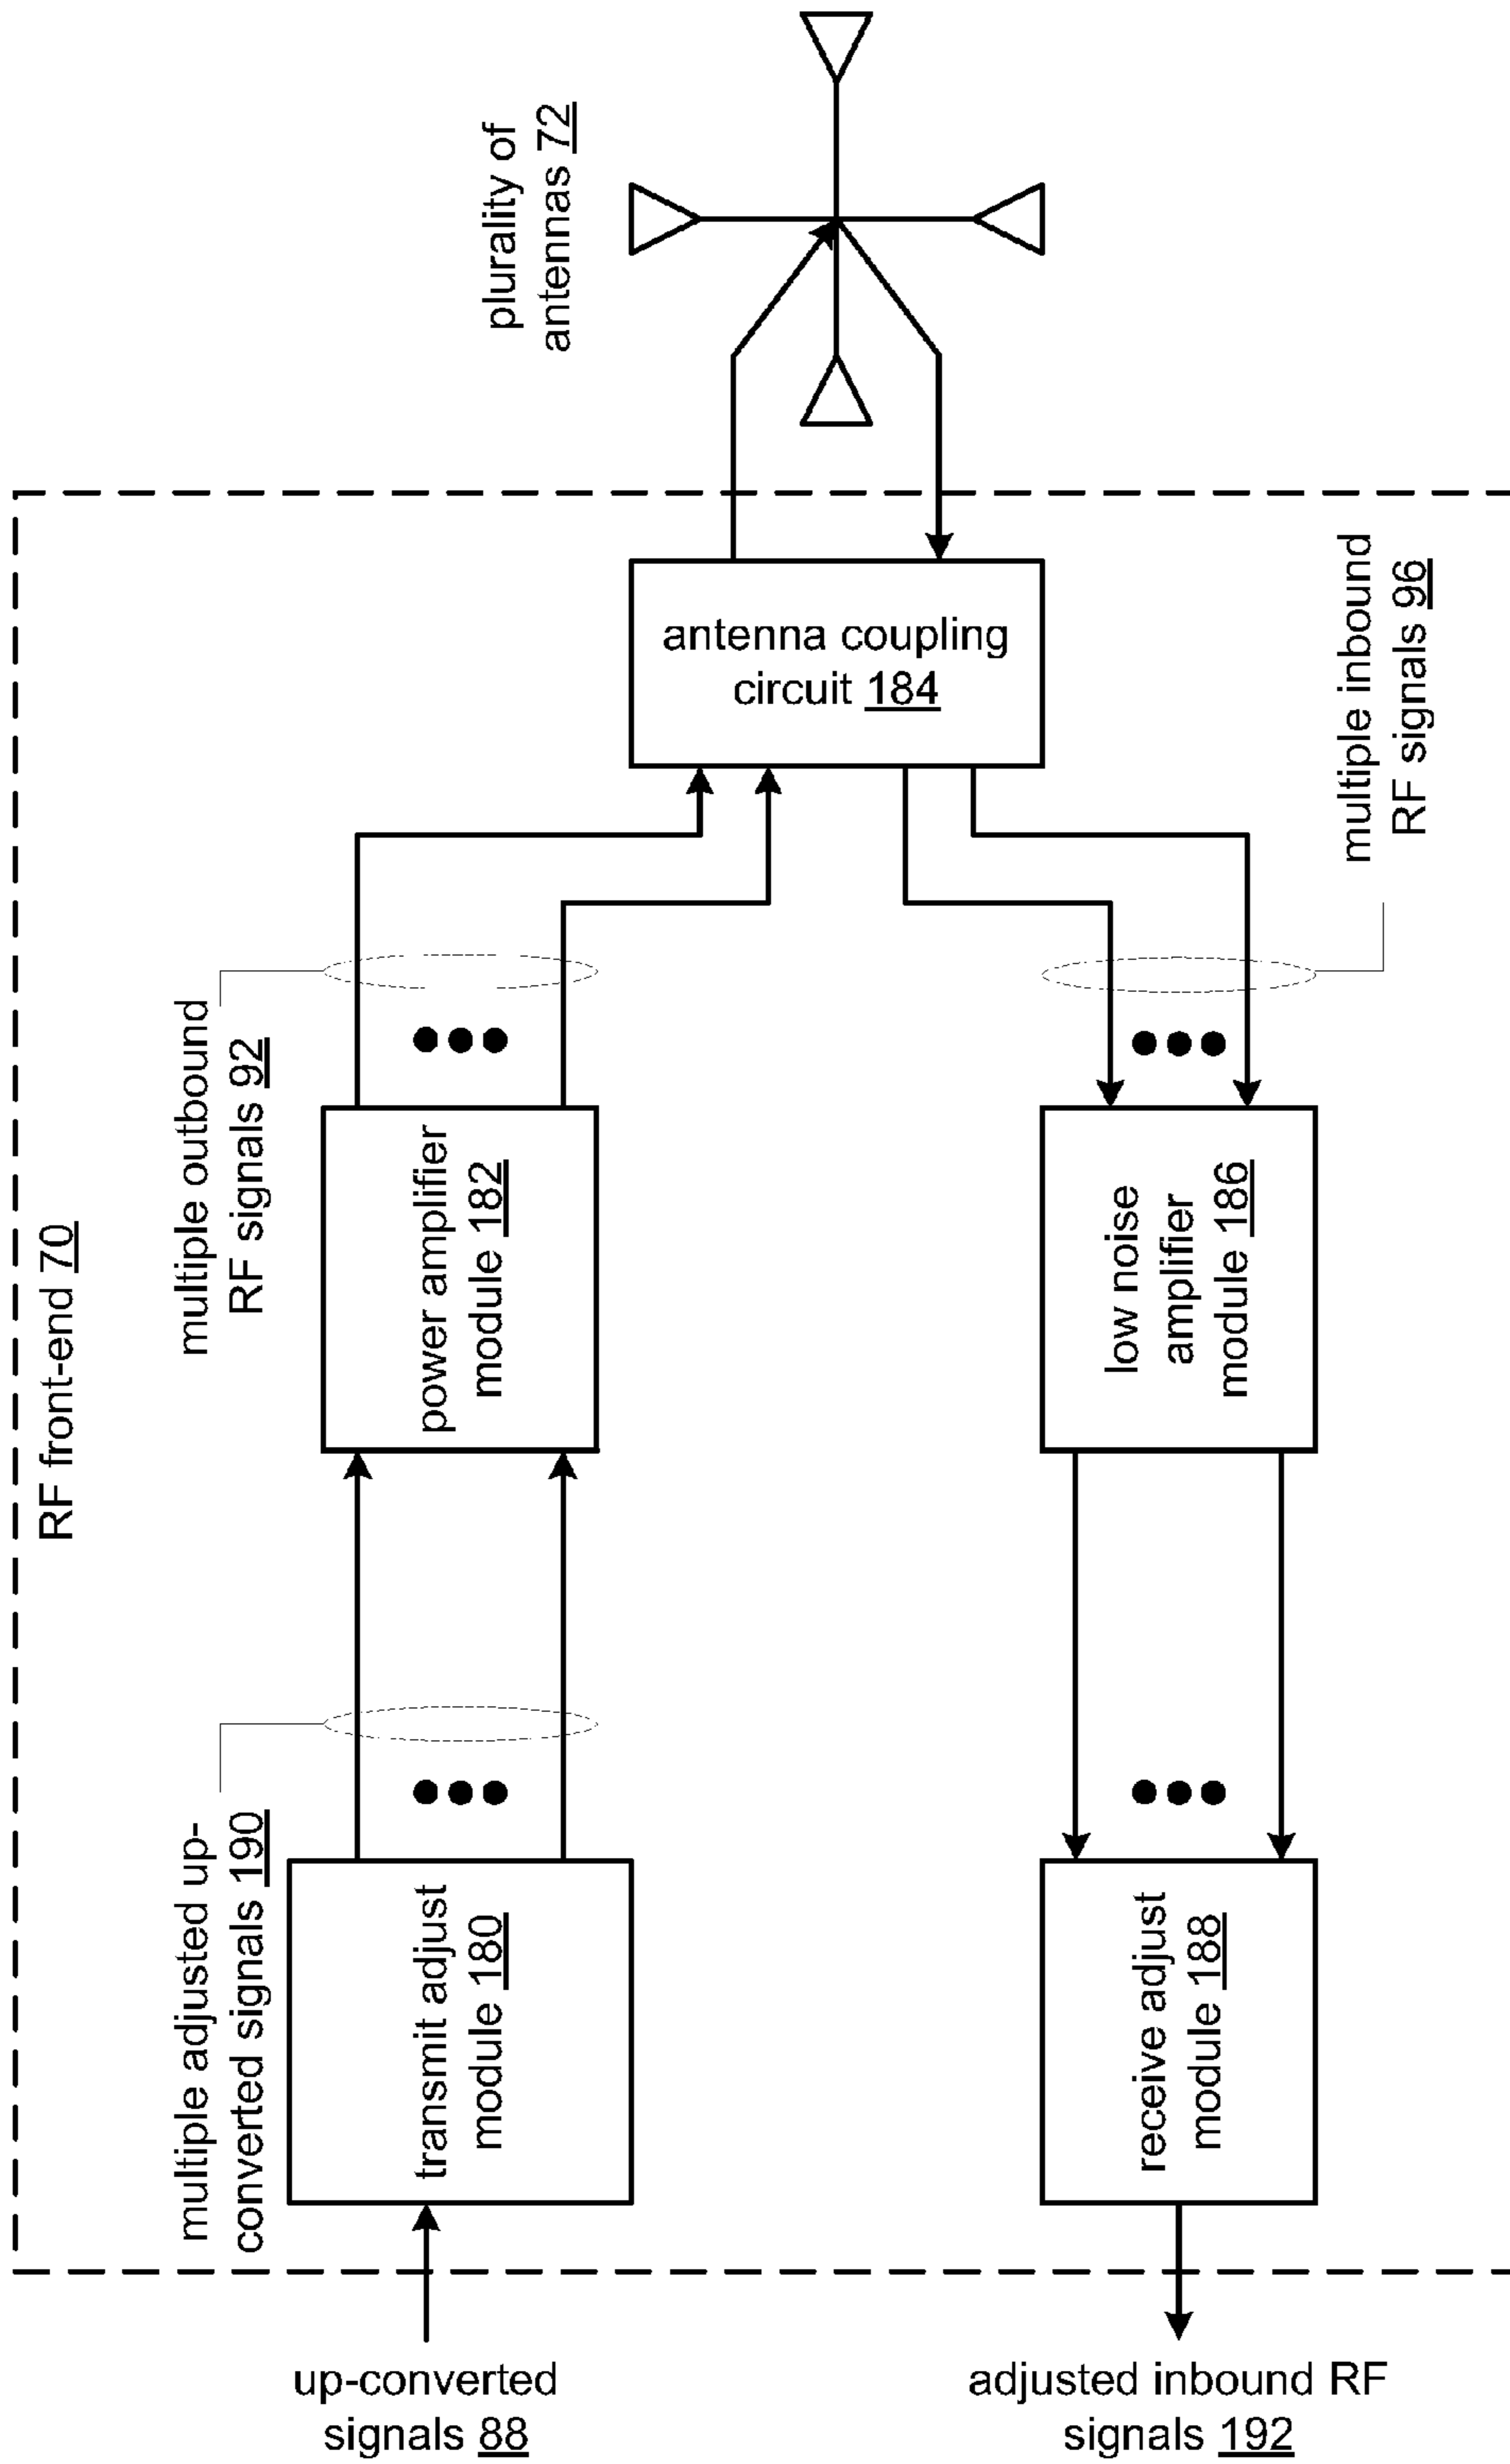 RF front-end 70
plurality of
antennas 72
antenna coupling
circuit 184
multiple outbound
RF signals 92
multiple inbound
RF signals 96
power amplifier
module 182
low noise
amplifier
module 186
multiple adjusted up-
converted signals 190
transmit adjust
module 180
receive adjust
module 188
up-converted
signals 88
adjusted inbound RF
signals 192